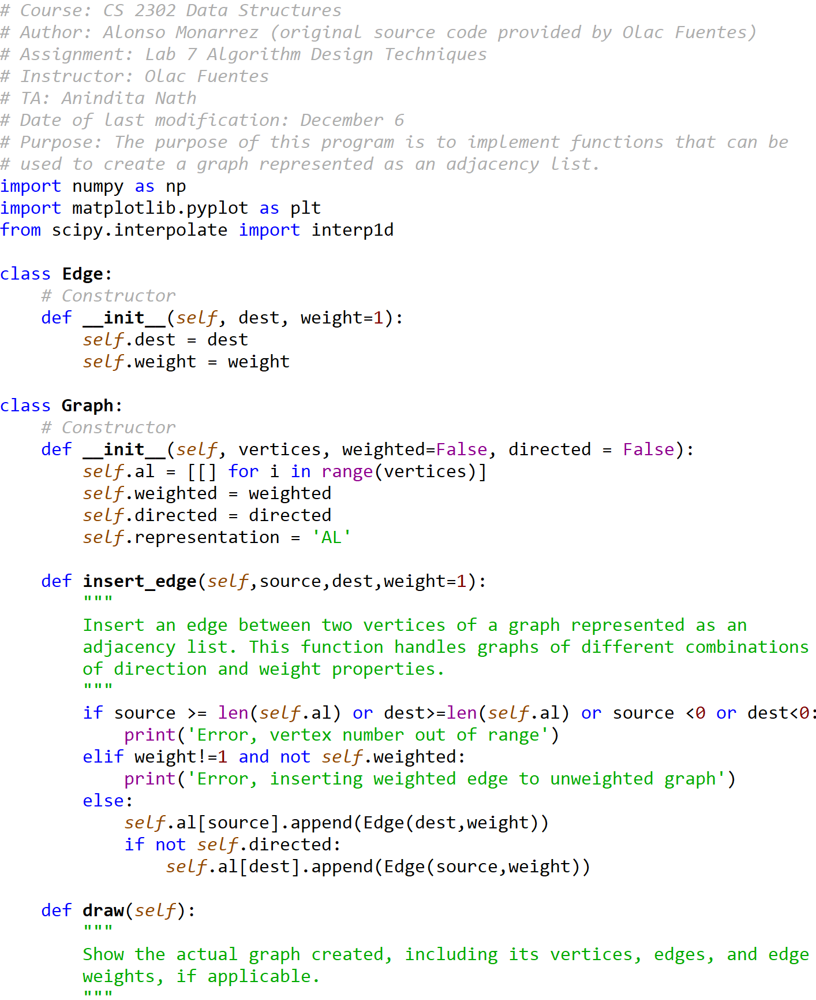 # Course: CS 2302 Data Structures
# Author: Alonso Monarrez (original source code provided by Olac Fuentes)
# Assignment: Lab 7 Algorithm Design Techniques
# Instructor: Olac Fuentes
# TA: Anindita Nath
# Date of last modification: December 6
# Purpose: The purpose of this program is to implement functions that can be
# used to create a graph represented as an adjacency list.
import numpy as np
import matplotlib.pyplot as plt
from scipy.interpolate import interp1d

class Edge:
    # Constructor
    def __init__(self, dest, weight=1):
        self.dest = dest
        self.weight = weight

class Graph:
    # Constructor
    def __init__(self, vertices, weighted=False, directed = False):
        self.al = [[] for i in range(vertices)]
        self.weighted = weighted
        self.directed = directed
        self.representation = 'AL'

    def insert_edge(self,source,dest,weight=1):
        """
        Insert an edge between two vertices of a graph represented as an
        adjacency list. This function handles graphs of different combinations
        of direction and weight properties.
        """
        if source >= len(self.al) or dest>=len(self.al) or source <0 or dest<0:
            print('Error, vertex number out of range')
        elif weight!=1 and not self.weighted:
            print('Error, inserting weighted edge to unweighted graph')
        else:
            self.al[source].append(Edge(dest,weight))
            if not self.directed:
                self.al[dest].append(Edge(source,weight))

    def draw(self):
        """
        Show the actual graph created, including its vertices, edges, and edge
        weights, if applicable.
        """